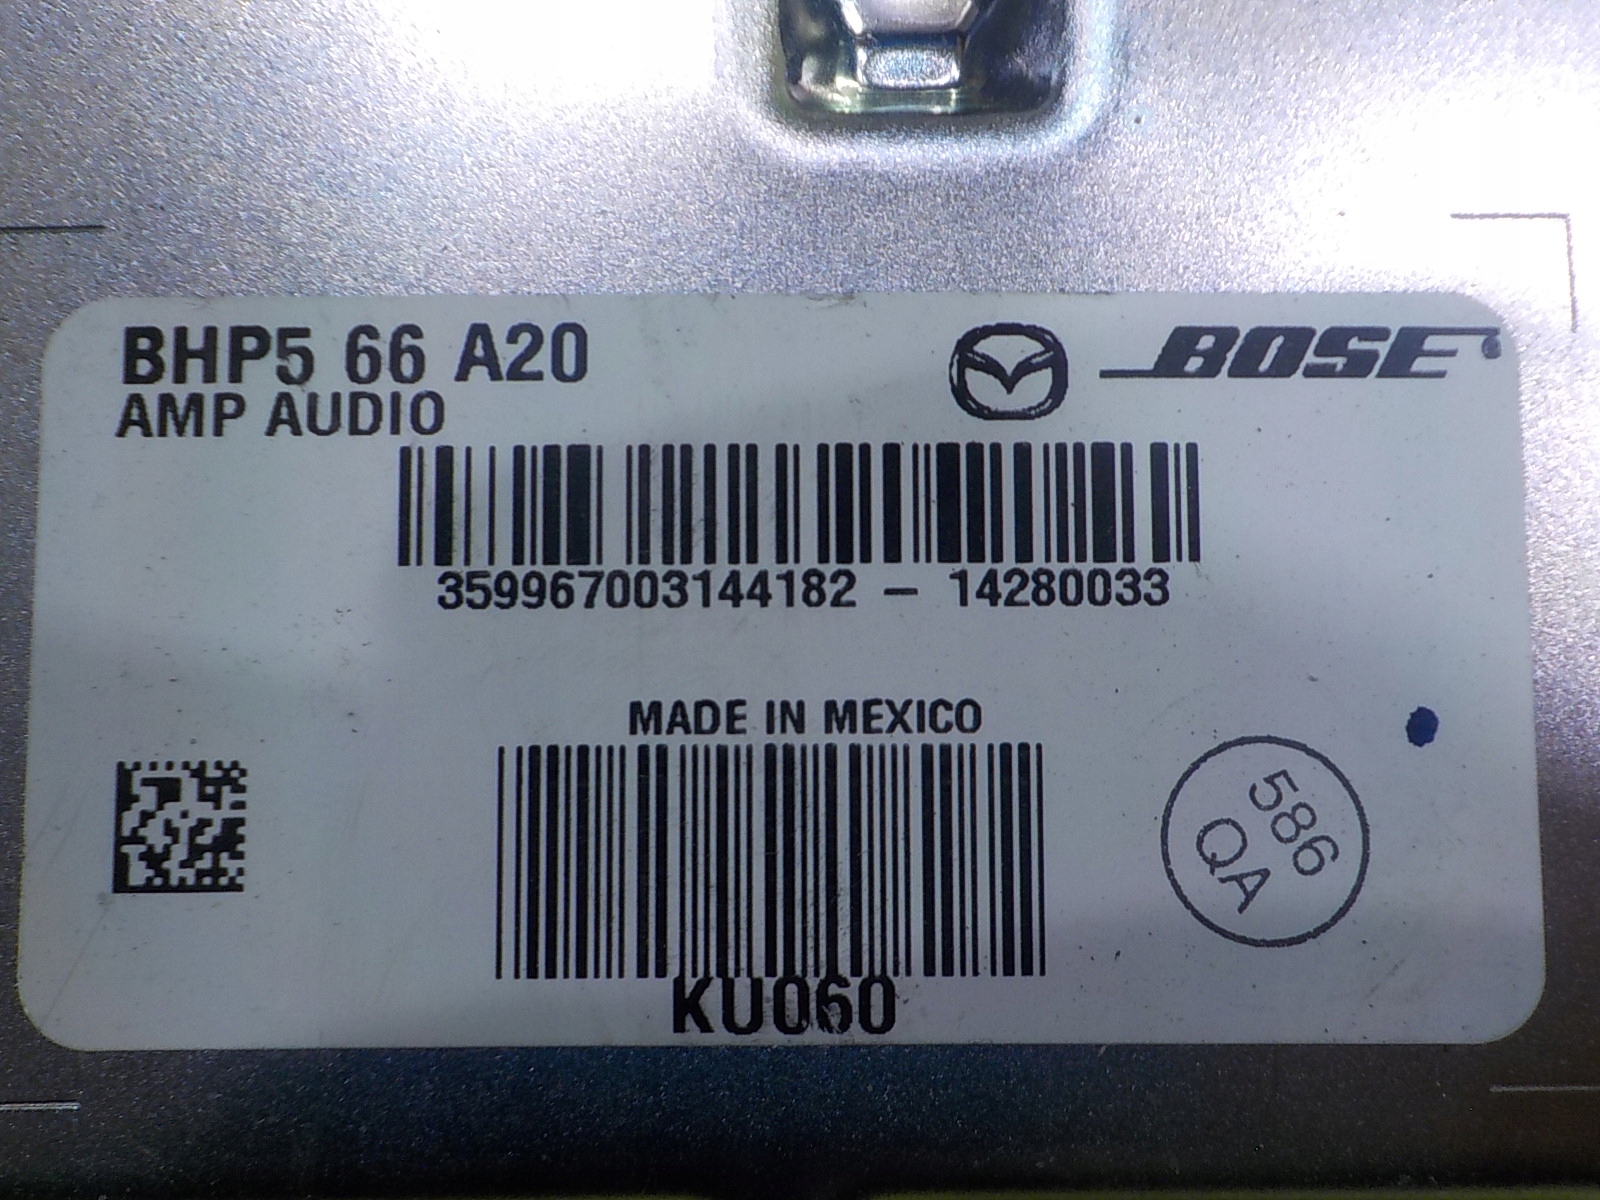 BHP5 66 A20
BOSE
AMP AUDIO
359967003144182 - 14280033
MADE IN MEXICO
586
QA
KU060